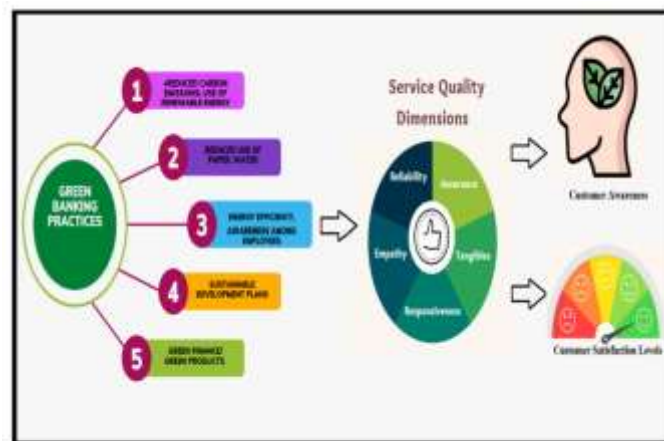 GREEN
BANKING
PRACTICES
1
-REDUCED CARBON
EMISSIONS, USE OF
RENEWABLE ENERGY
2
REDUCED USE OF
PAPER, WATER
3
ENERGY EFFICIENCY,
AWARENESS AMONG
EMPLOYEES
4
SUSTAINABLE
DEVELOPMENT PLANS
5
GREEN FINANCE/
GREEN PRODUCTS
Service Quality
Dimensions
Reliability
Assurance
Empathy
Tangibles
Responsiveness
Customer Awareness
Customer Satisfaction Levels